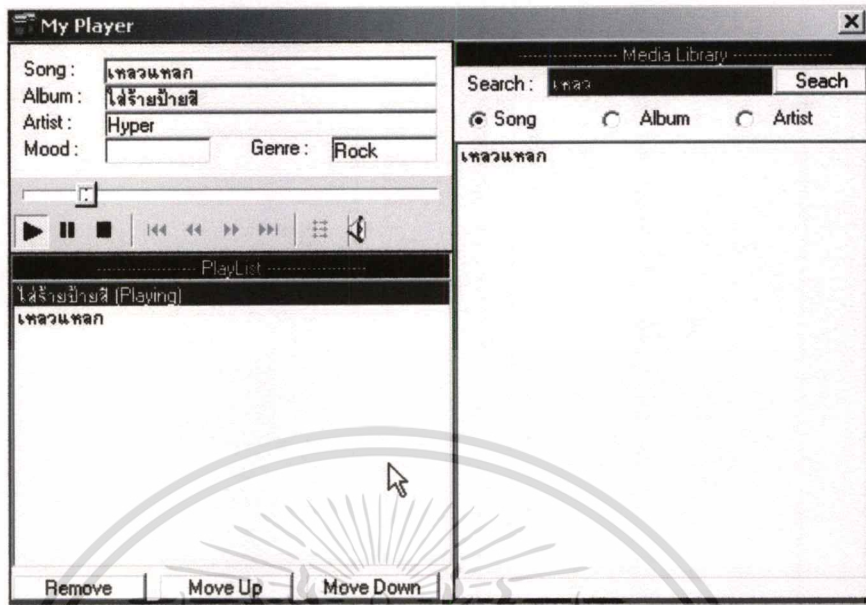 My Player
Song : เหลวแหลก
Album : ใส่ร้ายป้ายสี
Artist : Hyper
Mood : Genre : Rock
PlayList
ใส่ร้ายป้ายสี (Playing)
เหลวแหลก
Remove Move Up Move Down
Media Library
Search : เหลว Seach
Song Album Artist
เหลวแหลก